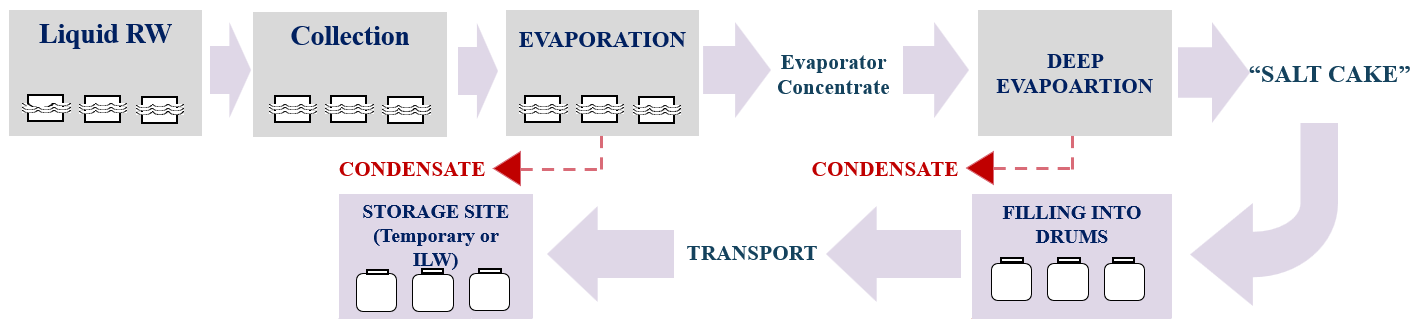 Liquid RW
Collection
EVAPORATION
Evaporator
Concentrate
DEEP
EVAPOARTION
“SALT CAKE”
CONDENSATE
CONDENSATE
FILLING INTO
DRUMS
TRANSPORT
STORAGE SITE
(Temporary or
ILW)